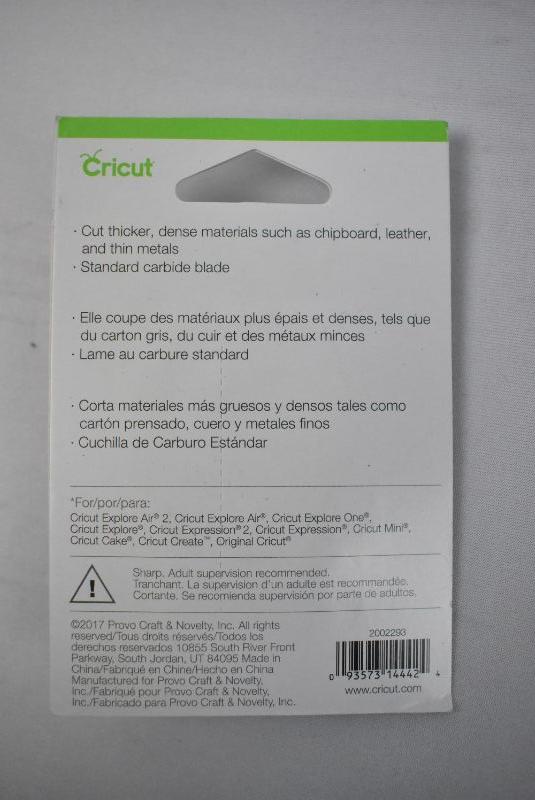 Cricut
· Cut thicker, dense materials such as chipboard, leather,
and thin metals
· Standard carbide blade
· Elle coupe des matériaux plus épais et denses, tels que
du carton gris, du cuir et des métaux minces
· Lame au carbure standard
· Corta materiales más gruesos y densos tales como
cartón prensado, cuero y metales finos
· Cuchilla de Carburo Estándar
*For/por/para:
Cricut Explore Air® 2, Cricut Explore Air®, Cricut Explore One®,
Cricut Explore®, Cricut Expression® 2, Cricut Expression®, Cricut Mini®,
Cricut Cake®, Cricut Create™, Original Cricut®
!
Sharp. Adult supervision recommended.
Tranchant. La supervision d'un adulte est recommandée.
Cortante. Se recomienda supervisión por parte de adultos.
©2017 Provo Craft & Novelty, Inc. All rights
reserved/Tous droits réservés/Todos los
derechos reservados 10855 South River Front
Parkway, South Jordan, UT 84095 Made in
China/Fabriqué en Chine/Hecho en China
Manufactured for Provo Craft & Novelty,
Inc./Fabriqué pour Provo Craft & Novelty,
Inc./Fabricado para Provo Craft & Novelty, Inc.
2002293
0 93573 14442 4
www.cricut.com